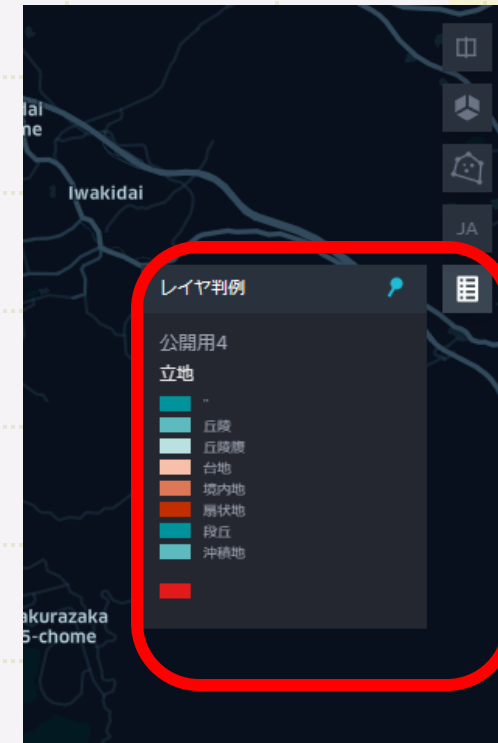 dai
ne
Iwakidai
JA
レイヤ判例
公開用4
立地
"
丘陵
丘陵腹
台地
境内地
扇状地
段丘
沖積地
akurazaka
5-chome